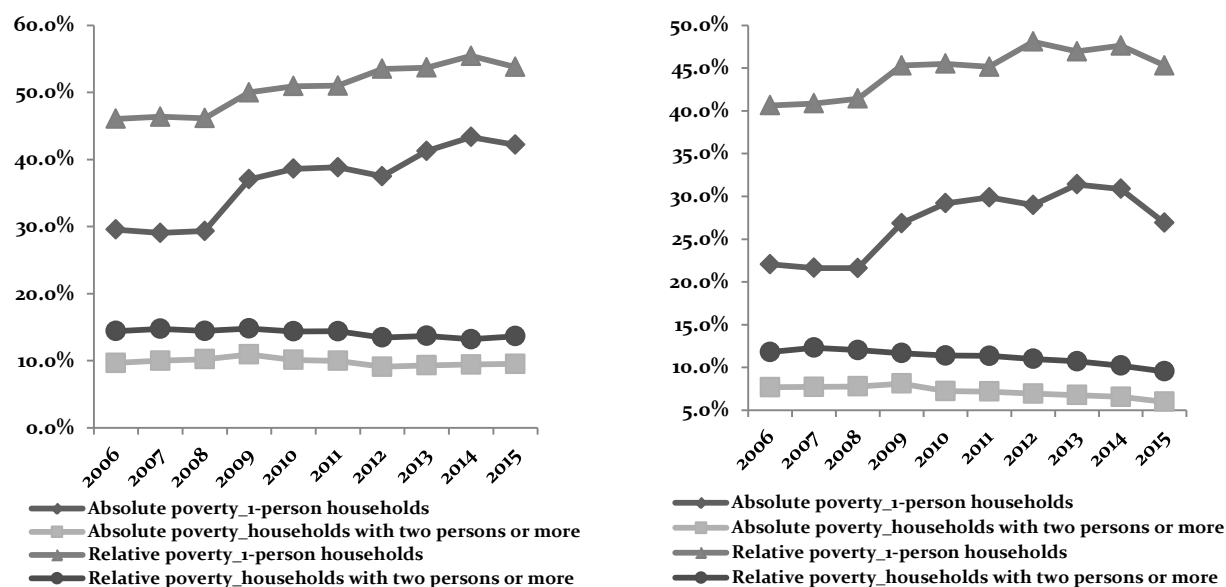 60.0%
50.0%
40.0%
30.0%
20.0%
10.0%
0.0%
2006 2007 2008 2009 2010 2011 2012 2013 2014 2015
Absolute poverty_1-person households
Absolute poverty_households with two persons or more
Relative poverty_1-person households
Relative poverty_households with two persons or more
50.0%
45.0%
40.0%
35.0%
30.0%
25.0%
20.0%
15.0%
10.0%
5.0%
2006 2007 2008 2009 2010 2011 2012 2013 2014 2015
Absolute poverty_1-person households
Absolute poverty_households with two persons or more
Relative poverty_1-person households
Relative poverty_households with two persons or more